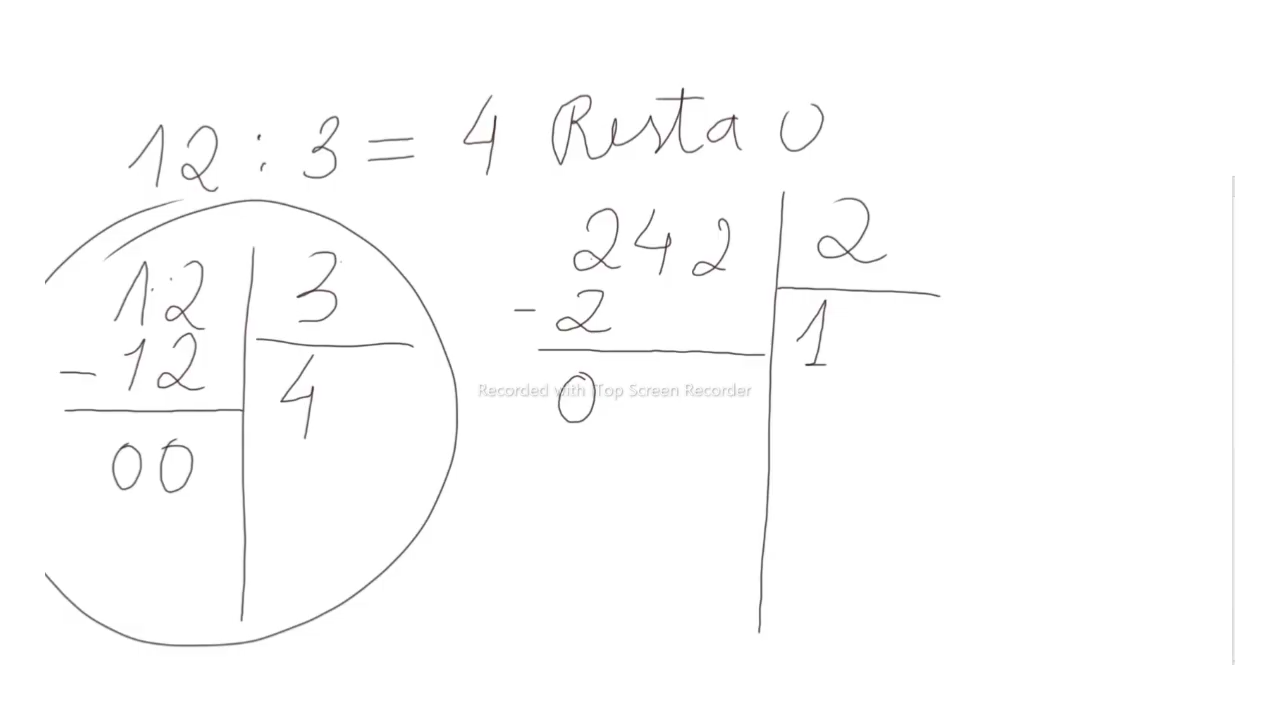 12 : 3 = 4 Resta 0
12 3
- 12 4
00
242 2
- 2 1
0
Recorded with iTop Screen Recorder